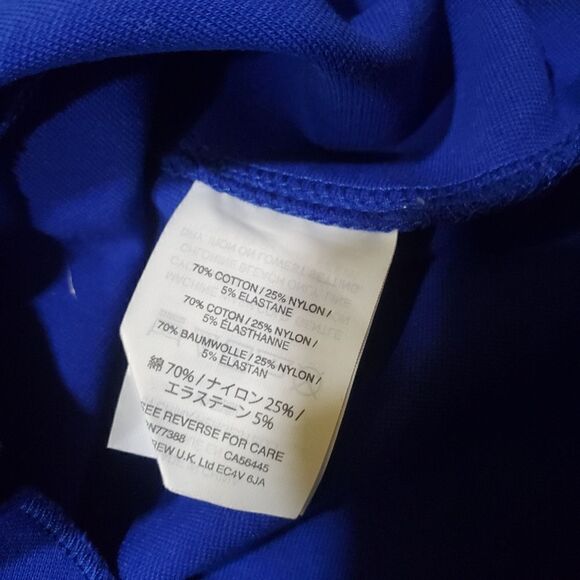 70% COTTON / 25% NYLON /
5% ELASTANE
70% COTON / 25% NYLON /
5% ELASTHANNE
70% BAUMWOLLE / 25% NYLON /
5% ELASTAN
綿 70% / ナイロン 25% /
エラステーン 5%
SEE REVERSE FOR CARE
N77388 CA56445
REW U.K. Ltd EC4V 6JA